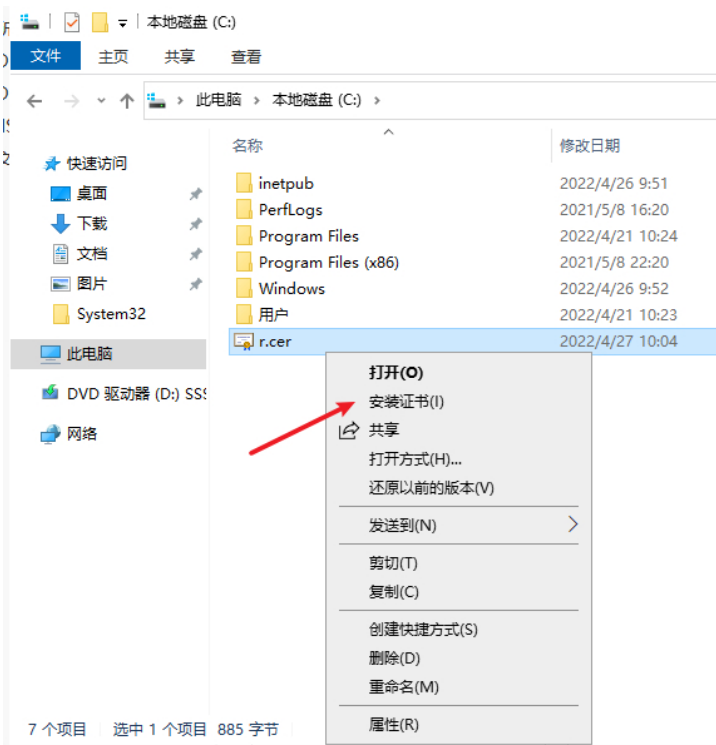 本地磁盘 (C:)
文件 主页 共享 查看
此电脑 本地磁盘 (C:)
名称 修改日期
快速访问
桌面
下载
文档
图片
System32
此电脑
DVD 驱动器 (D:) SSS
网络
inetpub 2022/4/26 9:51
PerfLogs 2021/5/8 16:20
Program Files 2022/4/21 10:24
Program Files (x86) 2021/5/8 22:20
Windows 2022/4/26 9:52
用户 2022/4/21 10:23
r.cer 2022/4/27 10:04
打开(O)
安装证书(I)
共享
打开方式(H)...
还原以前的版本(V)
发送到(N)
剪切(T)
复制(C)
创建快捷方式(S)
删除(D)
重命名(M)
属性(R)
7 个项目 选中 1 个项目 885 字节